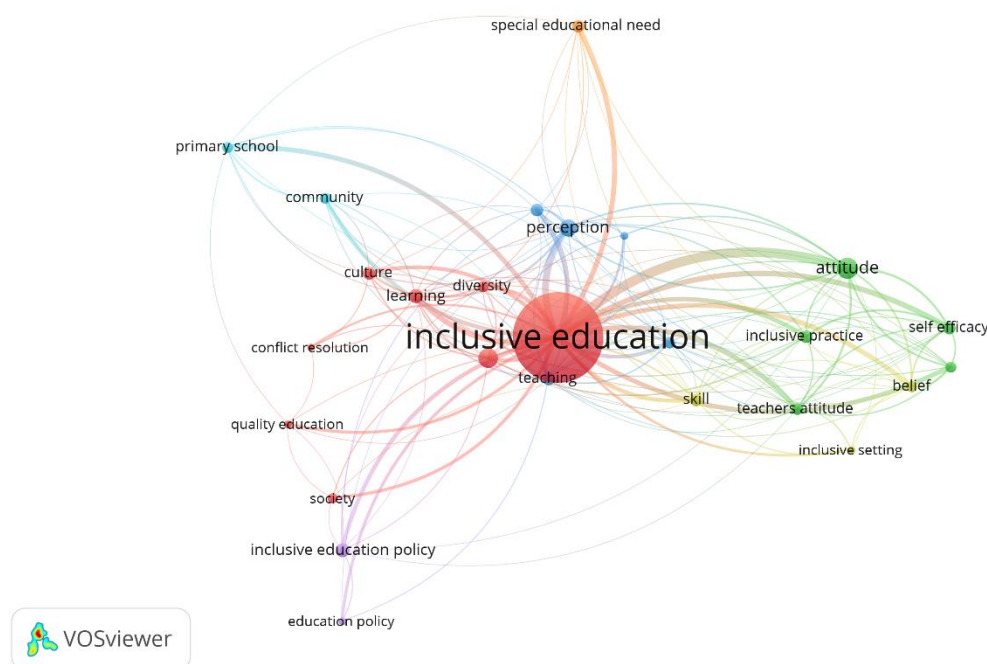 special educational need
primary school
community
perception
culture
diversity
learning
attitude
inclusive education
self efficacy
inclusive practice
conflict resolution
teaching
belief
skill
teachers attitude
quality education
inclusive setting
society
inclusive education policy
education policy
VOSviewer